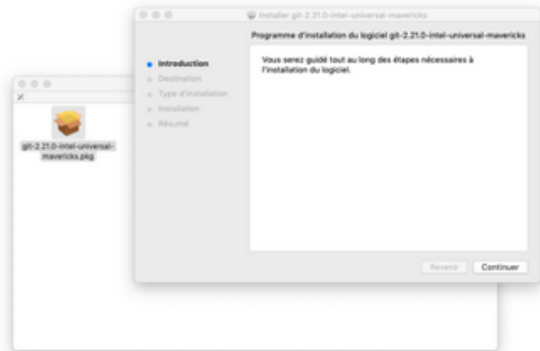 Installer git-2.21.0-intel-universal-mavericks
Programme d'installation du logiciel git-2.21.0-intel-universal-mavericks
Introduction
Destination
Type d'installation
Installation
Résumé
Vous serez guidé tout au long des étapes nécessaires à
l'installation du logiciel.
Revenir
Continuer
git-2.21.0-intel-universal-
mavericks.pkg